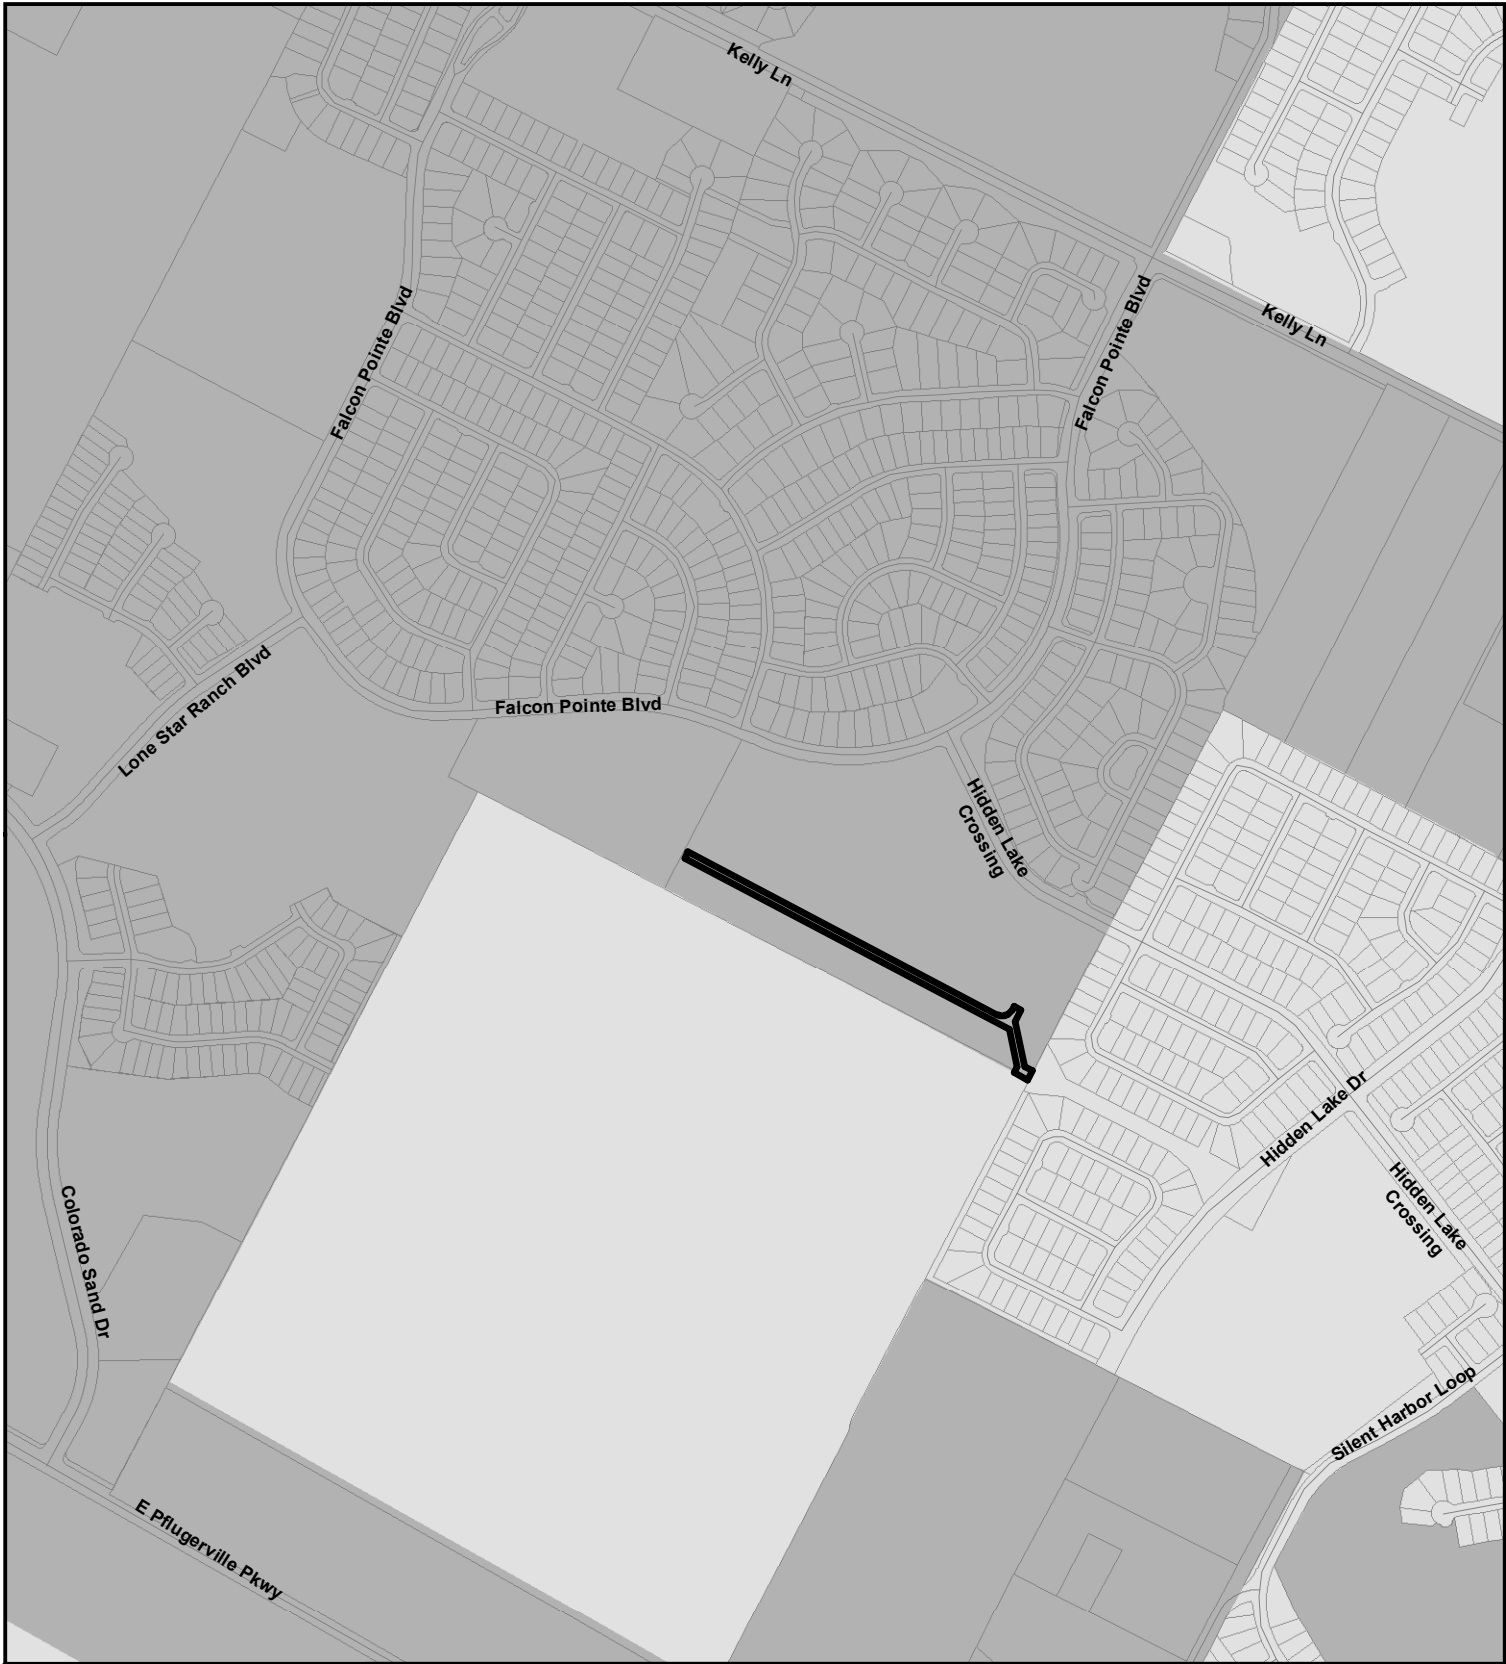 Kelly Ln
Falcon Pointe Blvd
Falcon Pointe Blvd
Kelly Ln
Lone Star Ranch Blvd
Falcon Pointe Blvd
Hidden Lake
Crossing
Hidden Lake Dr
Hidden Lake
Crossing
Colorado Sand Dr
Silent Harbor Loop
E Pflugerville Pkwy